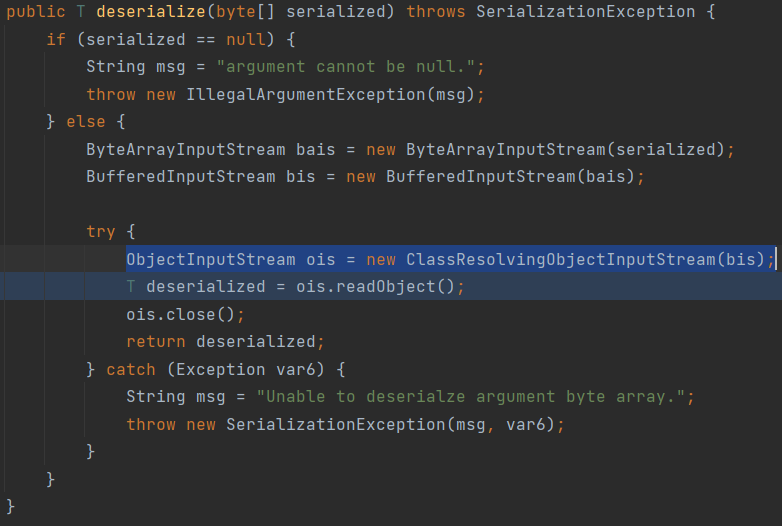 public T deserialize(byte[] serialized) throws SerializationException {
if (serialized == null) {
String msg = "argument cannot be null.";
throw new IllegalArgumentException(msg);
} else {
ByteArrayInputStream bais = new ByteArrayInputStream(serialized);
BufferedInputStream bis = new BufferedInputStream(bais);
try {
ObjectInputStream ois = new ClassResolvingObjectInputStream(bis);
T deserialized = ois.readObject();
ois.close();
return deserialized;
} catch (Exception var6) {
String msg = "Unable to deserialze argument byte array.";
throw new SerializationException(msg, var6);
}
}
}